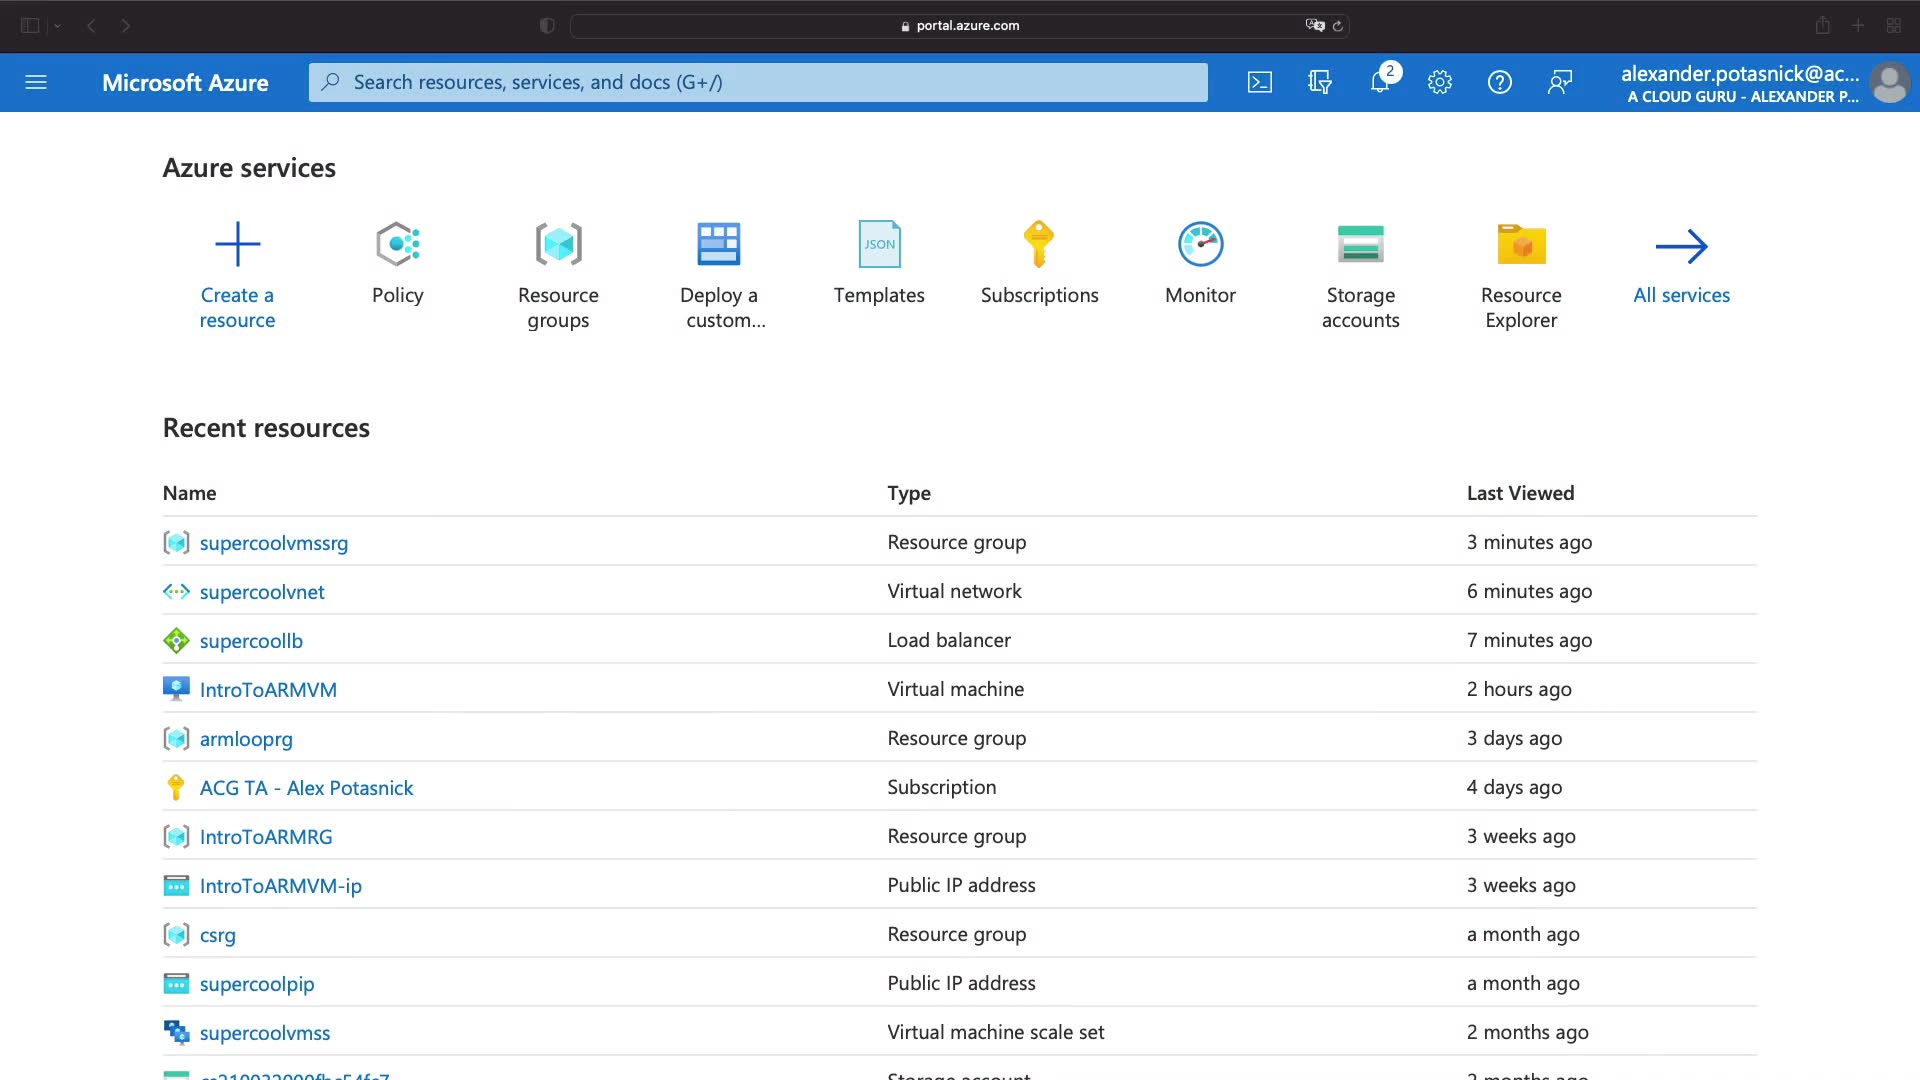 portal.azure.com
Microsoft Azure
Search resources, services, and docs (G+/)
2
alexander.potasnick@ac...
A CLOUD GURU - ALEXANDER P...
Azure services
Create a resource
Policy
Resource groups
Deploy a custom...
JSON
Templates
Subscriptions
Monitor
Storage accounts
Resource Explorer
All services
Recent resources
Name Type Last Viewed
supercoolvmssrg Resource group 3 minutes ago
supercoolvnet Virtual network 6 minutes ago
supercoollb Load balancer 7 minutes ago
IntroToARMVM Virtual machine 2 hours ago
armlooprg Resource group 3 days ago
ACG TA - Alex Potasnick Subscription 4 days ago
IntroToARMRG Resource group 3 weeks ago
IntroToARMVM-ip Public IP address 3 weeks ago
csrg Resource group a month ago
supercoolpip Public IP address a month ago
supercoolvmss Virtual machine scale set 2 months ago
Storage account months ago